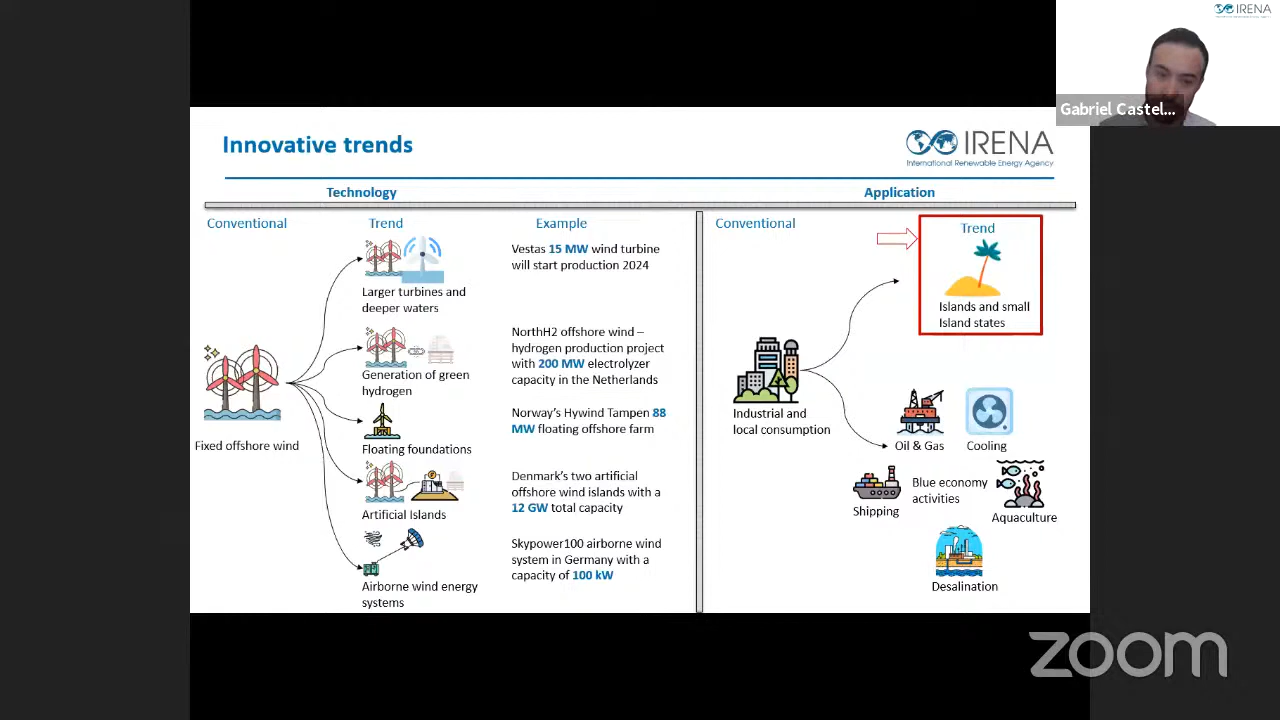 IRENA
Gabriel Castel...
Innovative trends
IRENA
International Renewable Energy Agency
Technology
Application
Conventional
Trend
Example
Larger turbines and
deeper waters
Vestas 15 MW wind turbine
will start production 2024
Generation of green
hydrogen
NorthH2 offshore wind –
hydrogen production project
with 200 MW electrolyzer
capacity in the Netherlands
Fixed offshore wind
Floating foundations
Norway's Hywind Tampen 88
MW floating offshore farm
Artificial Islands
Denmark's two artificial
offshore wind islands with a
12 GW total capacity
Airborne wind energy
systems
Skypower100 airborne wind
system in Germany with a
capacity of 100 kW
Conventional
Trend
Islands and small
Island states
Industrial and
local consumption
Oil & Gas
Cooling
Shipping
Blue economy
activities
Aquaculture
Desalination
zoom